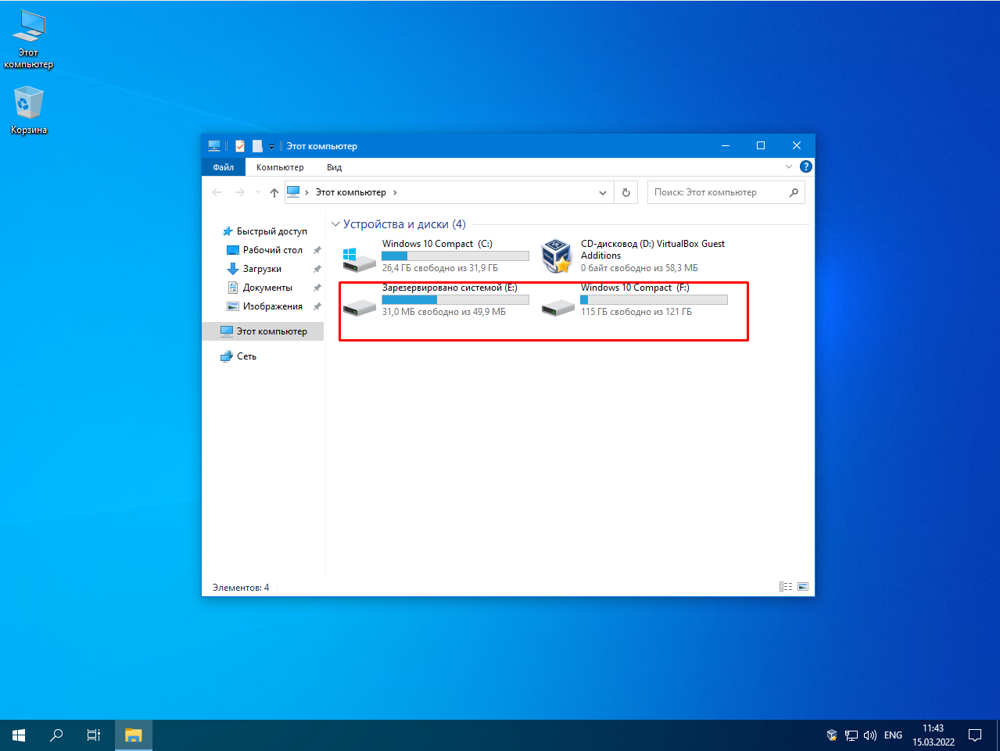 Этот
компьютер
Корзина
Этот компьютер
Файл
Компьютер
Вид
?
Этот компьютер
Поиск: Этот компьютер
Быстрый доступ
Рабочий стол
Загрузки
Документы
Изображения
Этот компьютер
Сеть
Устройства и диски (4)
Windows 10 Compact (C:)
26,4 ГБ свободно из 31,9 ГБ
CD-дисковод (D:) VirtualBox Guest
Additions
0 байт свободно из 58,3 МБ
Зарезервировано системой (E:)
31,0 МБ свободно из 49,9 МБ
Windows 10 Compact (F:)
115 ГБ свободно из 121 ГБ
Элементов: 4
ENG
11:43
15.03.2022